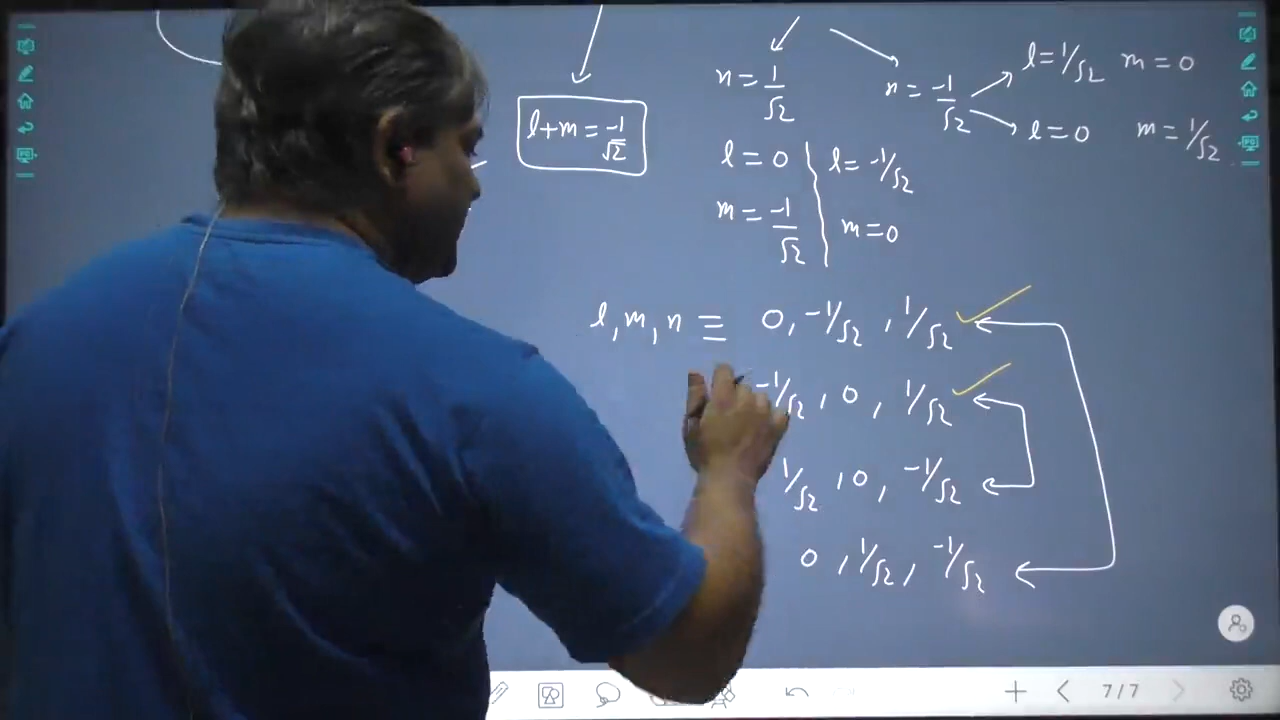 l+m = -1/√2
n = 1/√2
l = 0
m = -1/√2
l = -1/√2
m = 0
n = -1/√2
l = 1/√2 m = 0
l = 0 m = 1/√2
l, m, n ≡ 0, -1/√2, 1/√2
-1/√2, 0, 1/√2
1/√2, 0, -1/√2
0, 1/√2, -1/√2
7/7